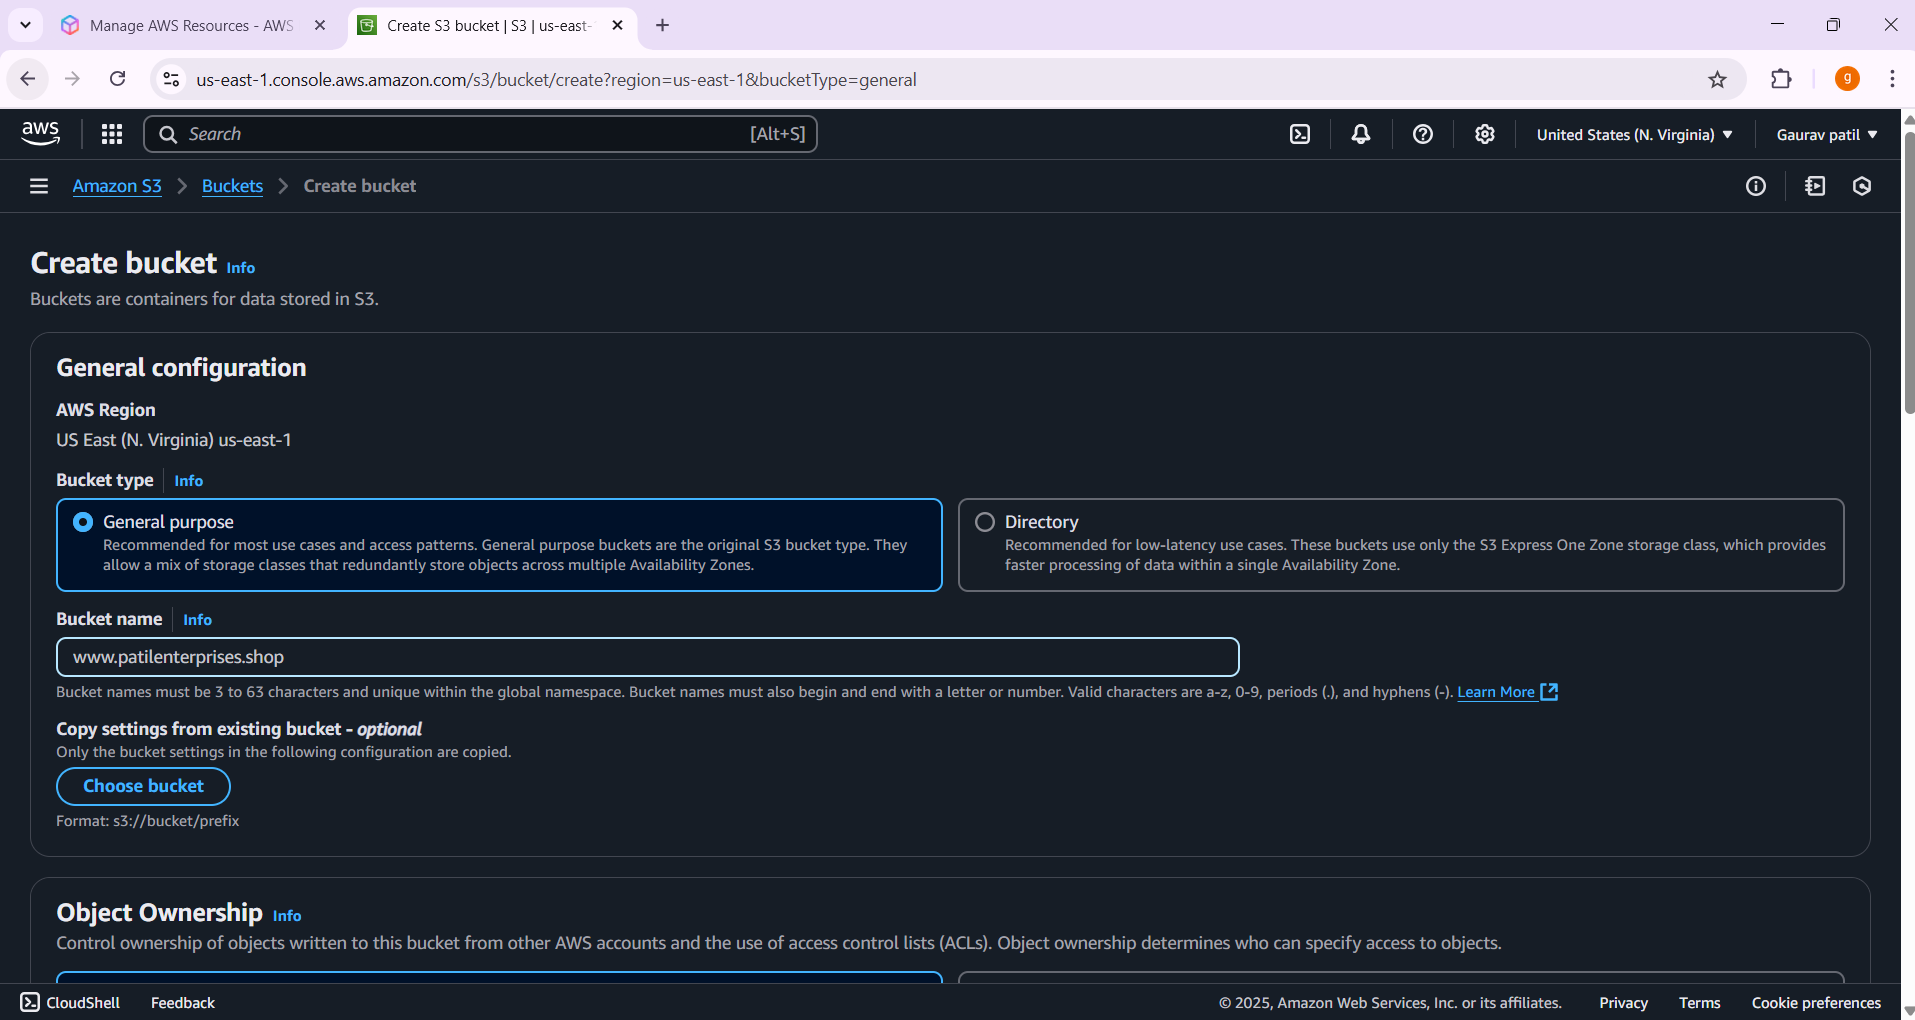 Manage AWS Resources - AWS
Create S3 bucket | S3 | us-east-
us-east-1.console.aws.amazon.com/s3/bucket/create?region=us-east-1&bucketType=general
g
aws
Search
[Alt+S]
United States (N. Virginia)
Gaurav patil
Amazon S3
Buckets
Create bucket
Create bucket Info
Buckets are containers for data stored in S3.
General configuration
AWS Region
US East (N. Virginia) us-east-1
Bucket type Info
General purpose
Recommended for most use cases and access patterns. General purpose buckets are the original S3 bucket type. They
allow a mix of storage classes that redundantly store objects across multiple Availability Zones.
Directory
Recommended for low-latency use cases. These buckets use only the S3 Express One Zone storage class, which provides
faster processing of data within a single Availability Zone.
Bucket name Info
www.patilenterprises.shop
Bucket names must be 3 to 63 characters and unique within the global namespace. Bucket names must also begin and end with a letter or number. Valid characters are a-z, 0-9, periods (.), and hyphens (-). Learn More
Copy settings from existing bucket - optional
Only the bucket settings in the following configuration are copied.
Choose bucket
Format: s3://bucket/prefix
Object Ownership Info
Control ownership of objects written to this bucket from other AWS accounts and the use of access control lists (ACLs). Object ownership determines who can specify access to objects.
CloudShell
Feedback
© 2025, Amazon Web Services, Inc. or its affiliates.
Privacy
Terms
Cookie preferences